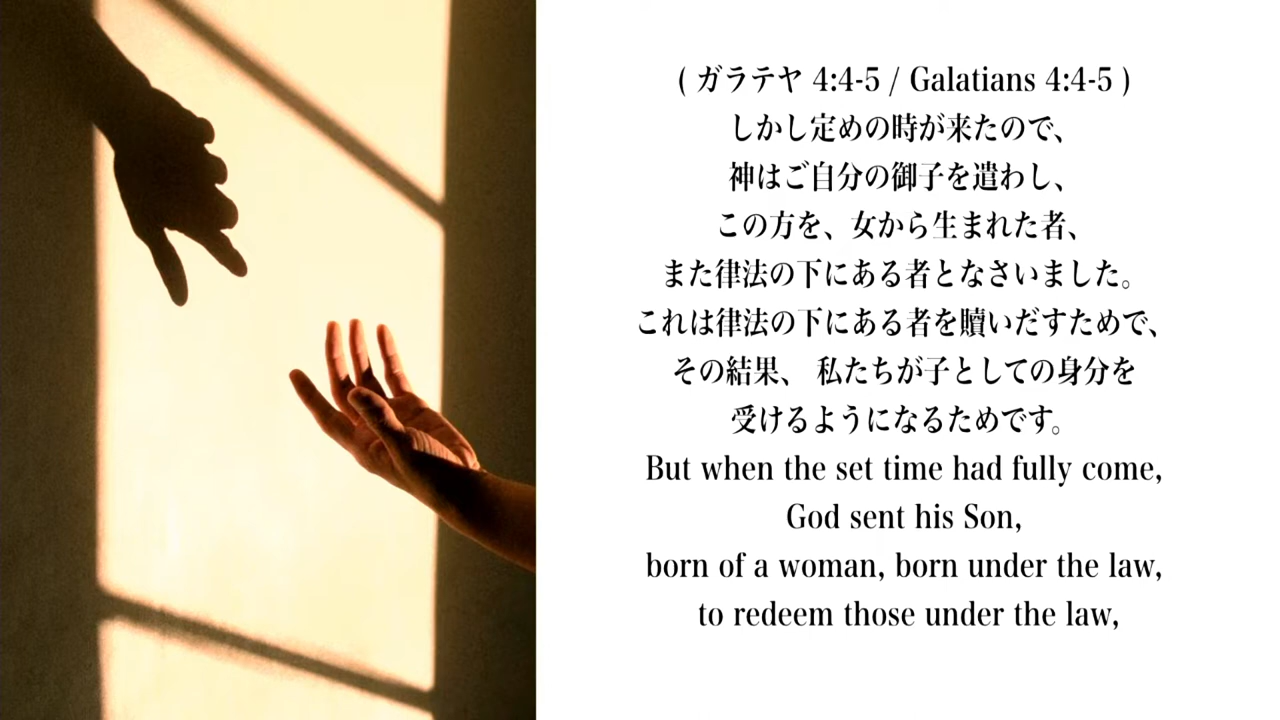 ( ガラテヤ 4:4-5 / Galatians 4:4-5 )
しかし定めの時が来たので、
神はご自分の御子を遣わし、
この方を、女から生まれた者、
また律法の下にある者となさいました。
これは律法の下にある者を贖いだすためで、
その結果、 私たちが子としての身分を
受けるようになるためです。
But when the set time had fully come,
God sent his Son,
born of a woman, born under the law,
to redeem those under the law,